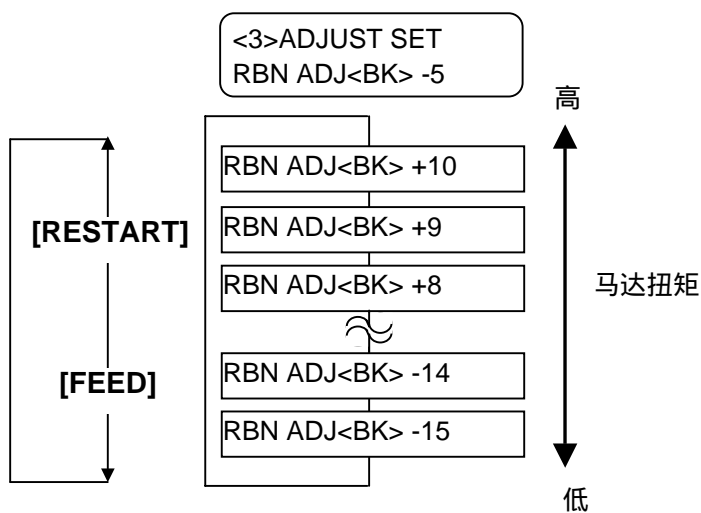 <3>ADJUST SET
RBN ADJ<BK> -5
高
RBN ADJ<BK> +10
[RESTART]
RBN ADJ<BK> +9
RBN ADJ<BK> +8
马达扭矩
[FEED]
RBN ADJ<BK> -14
RBN ADJ<BK> -15
低